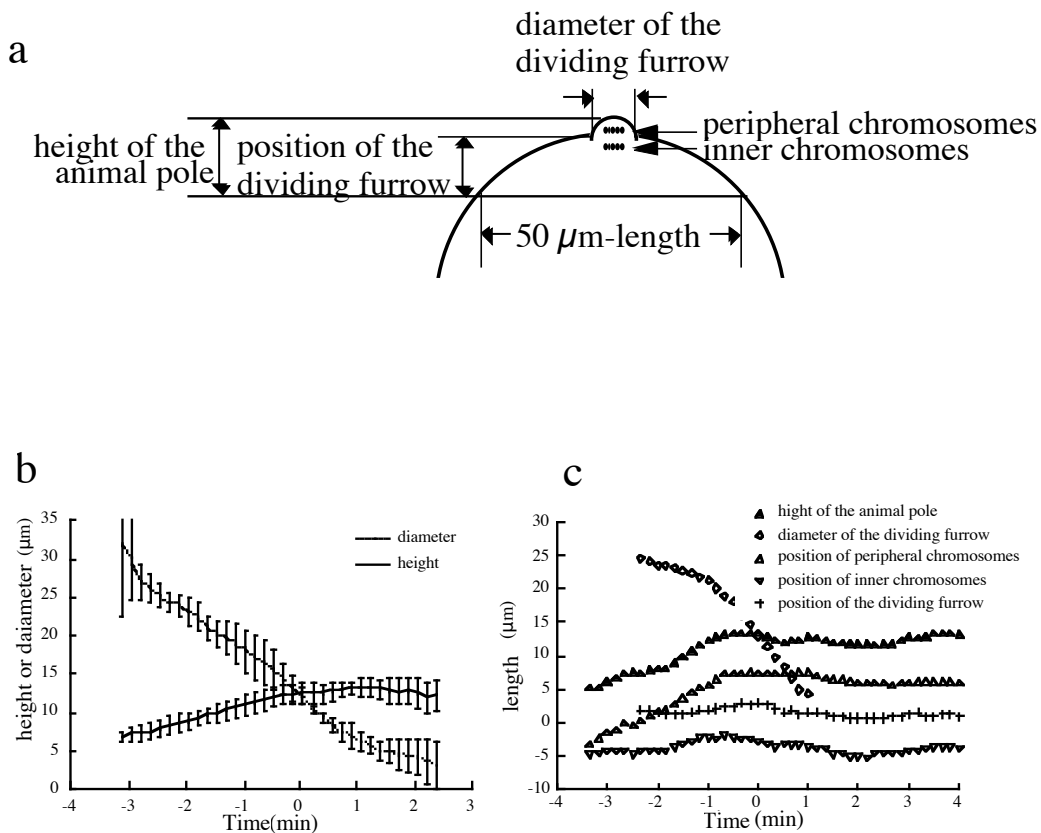 a
diameter of the
dividing furrow
peripheral chromosomes
inner chromosomes
height of the
animal pole
position of the
dividing furrow
50 µm-length
b
height or daiameter (µm)
35
30
25
20
15
10
5
0
-4
-3
-2
-1
0
1
2
3
Time(min)
diameter
height
c
length (µm)
30
25
20
15
10
5
0
-5
-10
-4
-3
-2
-1
0
1
2
3
4
Time (min)
hight of the animal pole
diameter of the dividing furrow
position of peripheral chromosomes
position of inner chromosomes
position of the dividing furrow